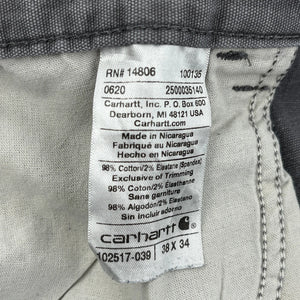 RN# 14806 100135
0620 2500035140
Carhartt, Inc. P.O. Box 600
Dearborn, MI 48121 USA
Carhartt.com
Made in Nicaragua
Fabriqué au Nicaragua
Hecho en Nicaragua
98% Cotton/2% Elastane (Spandex)
Exclusive of Trimming
98% Coton/2% Elasthanne
Sans garniture
98% Algodon/2% Elastano
Sin incluir adorno
carhartt
102517-039 38 X 34